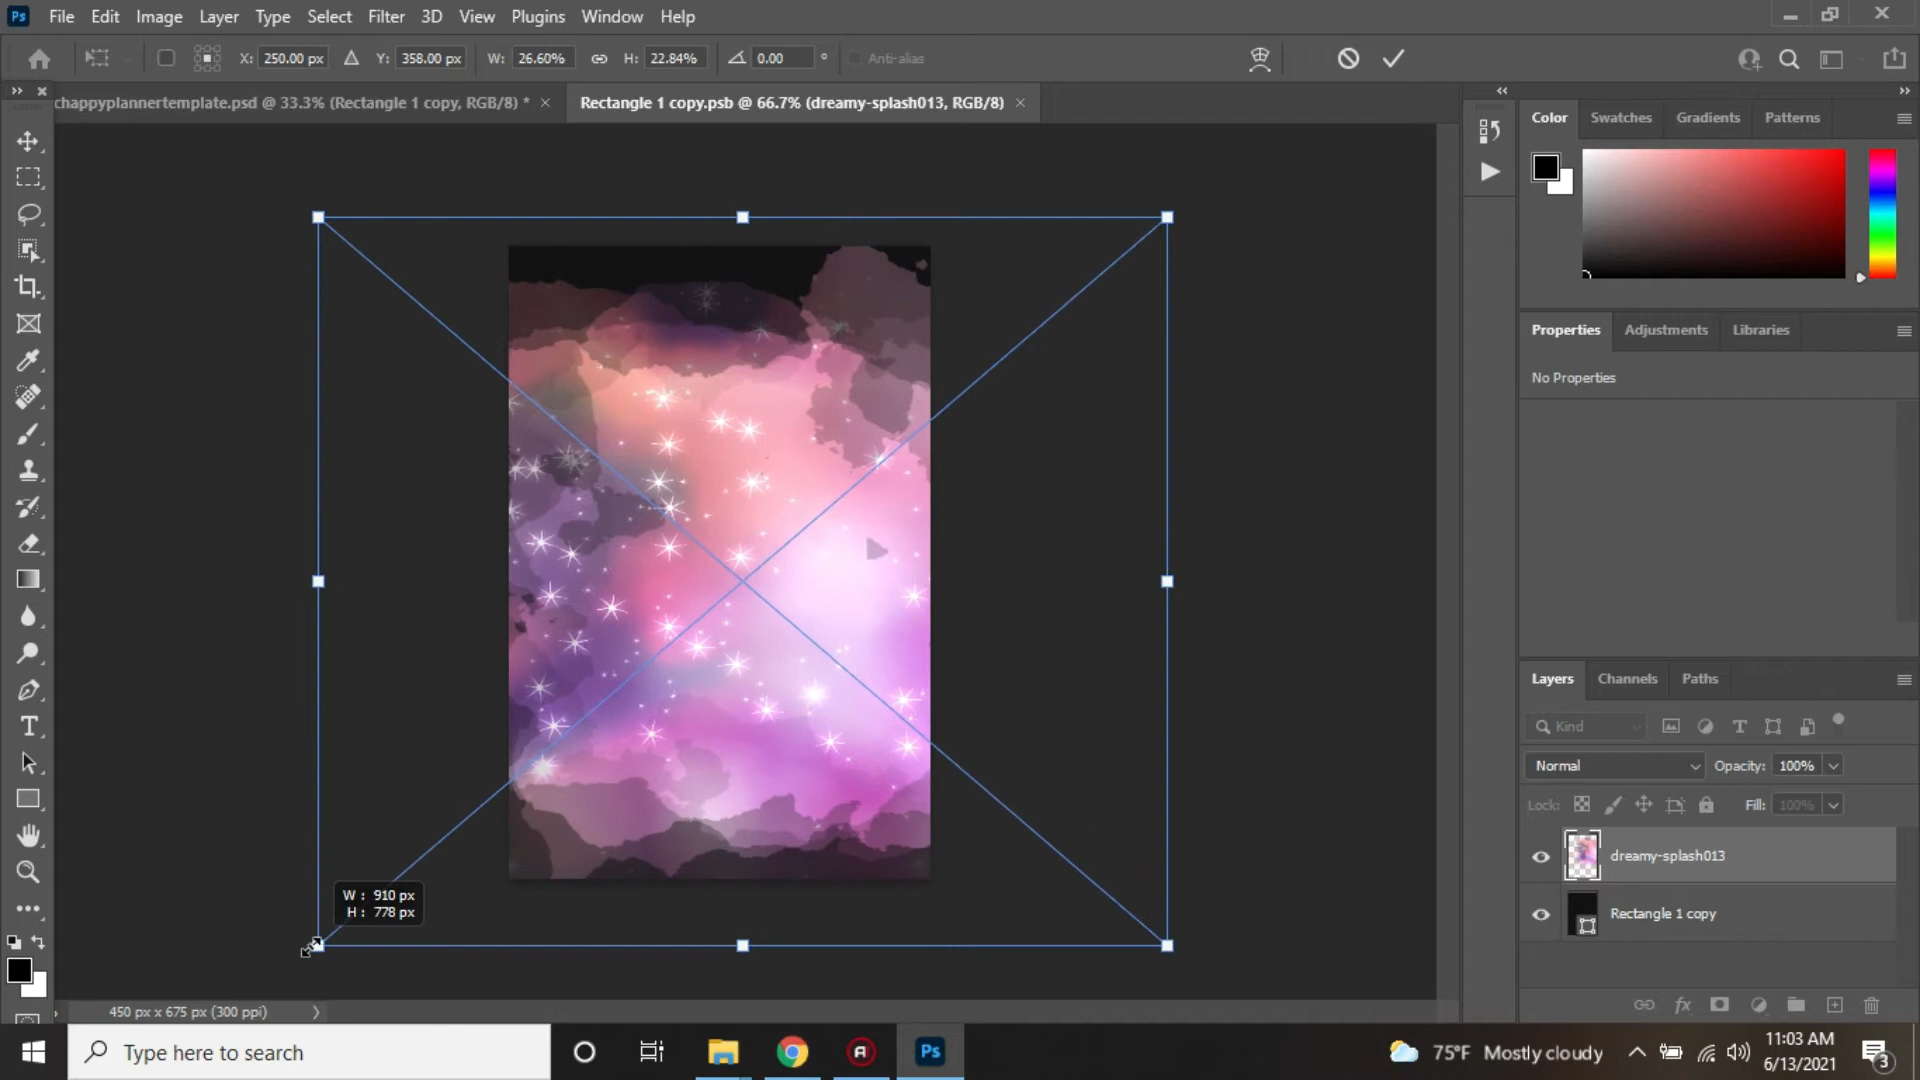 Ps File Edit Image Layer Type Select Filter 3D View Plugins Window Help
X: 250.00 px Y: 358.00 px W: 26.60% H: 22.84% 0.00 ° Anti-alias
chappyplannertemplate.psd @ 33.3% (Rectangle 1 copy, RGB/8) * × Rectangle 1 copy.psb @ 66.7% (dreamy-splash013, RGB/8) ×
Color Swatches Gradients Patterns
Properties Adjustments Libraries
No Properties
Layers Channels Paths
Kind
Normal Opacity: 100%
Lock: Fill: 100%
dreamy-splash013
Rectangle 1 copy
W : 910 px
H : 778 px
450 px x 675 px (300 ppi)
Type here to search
Ps
75°F Mostly cloudy
11:03 AM
6/13/2021
3